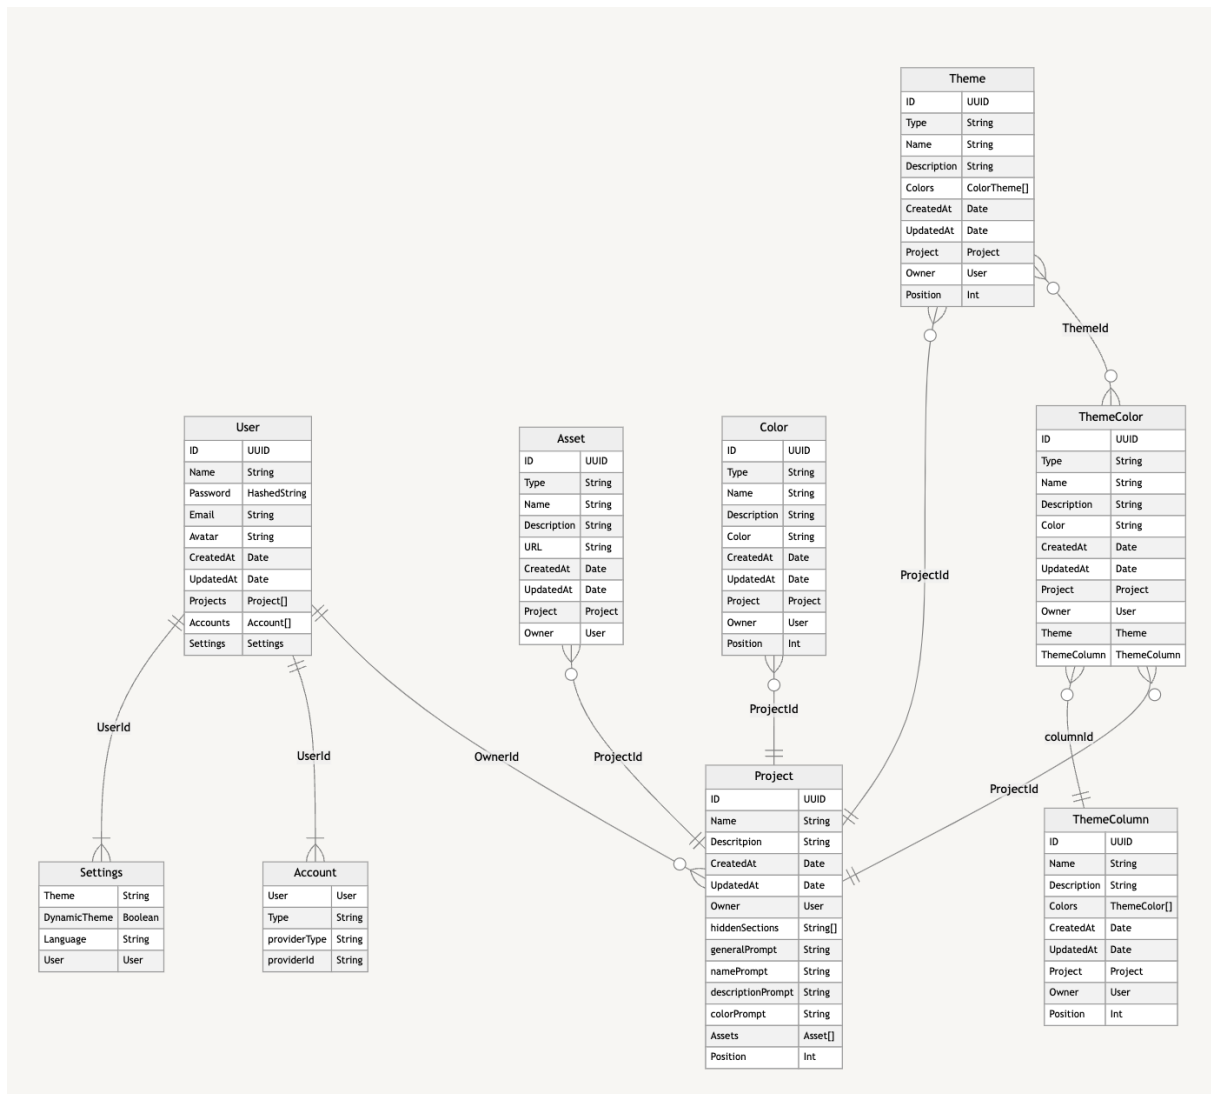 Theme
ID UUID
Type String
Name String
Description String
Colors ColorTheme[]
CreatedAt Date
UpdatedAt Date
Project Project
Owner User
Position Int
ThemeId
ProjectId
User
ID UUID
Name String
Password HashedString
Email String
Avatar String
CreatedAt Date
UpdatedAt Date
Projects Project[]
Accounts Account[]
Settings Settings
Asset
ID UUID
Type String
Name String
Description String
URL String
CreatedAt Date
UpdatedAt Date
Project Project
Owner User
Color
ID UUID
Type String
Name String
Description String
Color String
CreatedAt Date
UpdatedAt Date
Project Project
Owner User
Position Int
ThemeColor
ID UUID
Type String
Name String
Description String
Color String
CreatedAt Date
UpdatedAt Date
Project Project
Owner User
Theme Theme
ThemeColumn ThemeColumn
UserId
UserId
OwnerId
ProjectId
ProjectId
columnId
ProjectId
Settings
Theme String
DynamicTheme Boolean
Language String
User User
Account
User User
Type String
providerType String
providerId String
Project
ID UUID
Name String
Descritpion String
CreatedAt Date
UpdatedAt Date
Owner User
hiddenSections String[]
generalPrompt String
namePrompt String
descriptionPrompt String
colorPrompt String
Assets Asset[]
Position Int
ThemeColumn
ID UUID
Name String
Description String
Colors ThemeColor[]
CreatedAt Date
UpdatedAt Date
Project Project
Owner User
Position Int